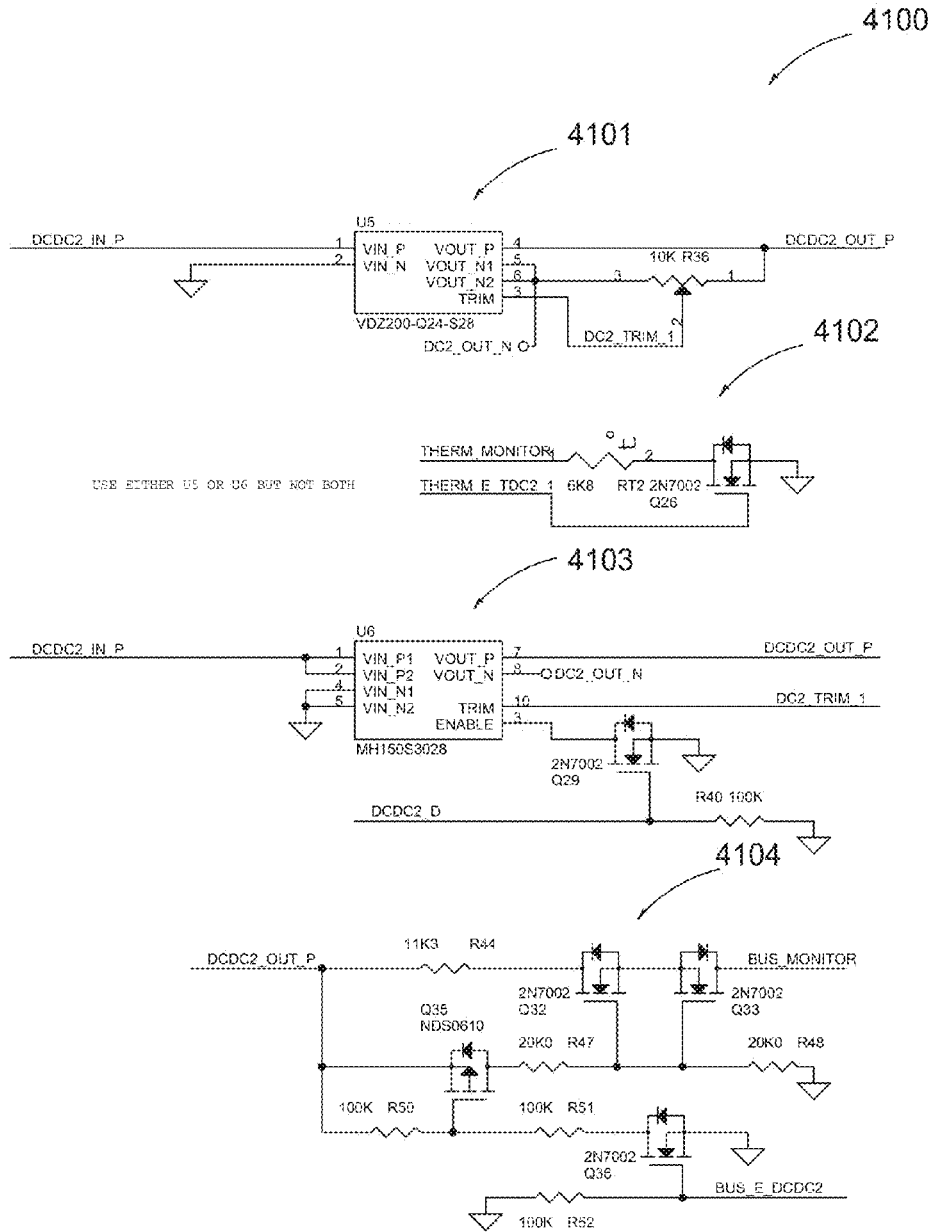 4100
4101
U5
DCDC2_IN_P 1 VIN_P VOUT_P 4 DCDC2_OUT_P
2 VIN_N VOUT_N1 5 10K R36
VOUT_N2 6 3 1
TRIM 3
VDZ200-Q24-S28
DC2_OUT_N DC2_TRIM_1 2
4102
THERM_MONITOR 1 2
USE EITHER U5 OR U6 BUT NOT BOTH
THERM_E_TDC2 1 6K8 RT2 2N7002
Q26
4103
U6
DCDC2_IN_P 1 VIN_P1 VOUT_P 7 DCDC2_OUT_P
2 VIN_P2 VOUT_N 8 DC2_OUT_N
4 VIN_N1
5 VIN_N2 TRIM 10 DC2_TRIM_1
ENABLE 3
MH150S3028
2N7002
Q29
R40 100K
DCDC2_D
4104
DCDC2_OUT_P 11K3 R44 BUS_MONITOR
2N7002 2N7002
Q32 Q33
Q35
NDS0610
20K0 R47 20K0 R48
100K R50 100K R51
2N7002
Q36
BUS_E_DCDC2
100K R52